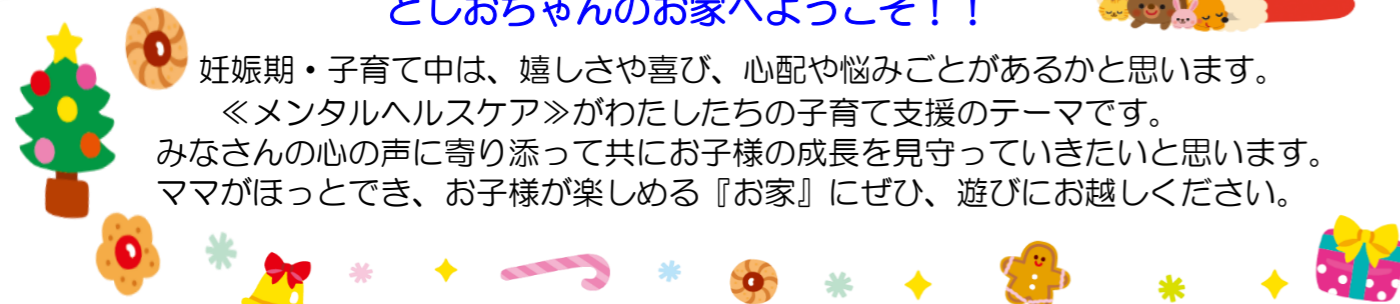 としおちゃんのお家へようこそ！！
妊娠期・子育て中は、嬉しさや喜び、心配や悩みごとがあるかと思います。
≪メンタルヘルスケア≫がわたしたちの子育て支援のテーマです。
みなさんの心の声に寄り添って共にお子様の成長を見守っていきたいと思います。
ママがほっとでき、お子様が楽しめる『お家』にぜひ、遊びにお越しください。